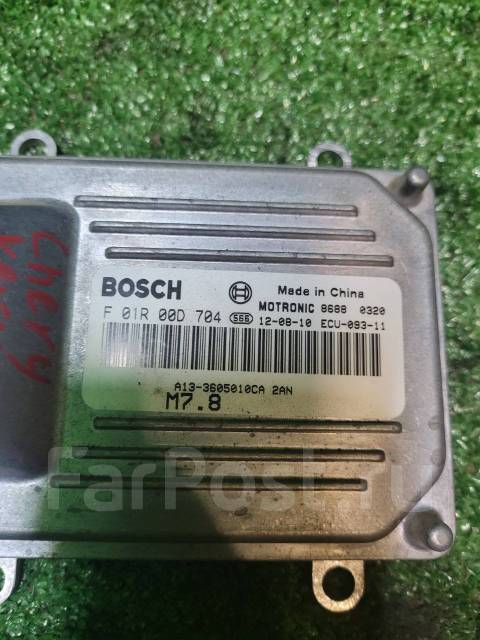 BOSCH
Made in China
MOTRONIC 8688 0320
F 01R 00D 704 566 12-08-10 ECU-093-11
A13-3605010CA 2AN
M7.8
Chery
FarPost.ru